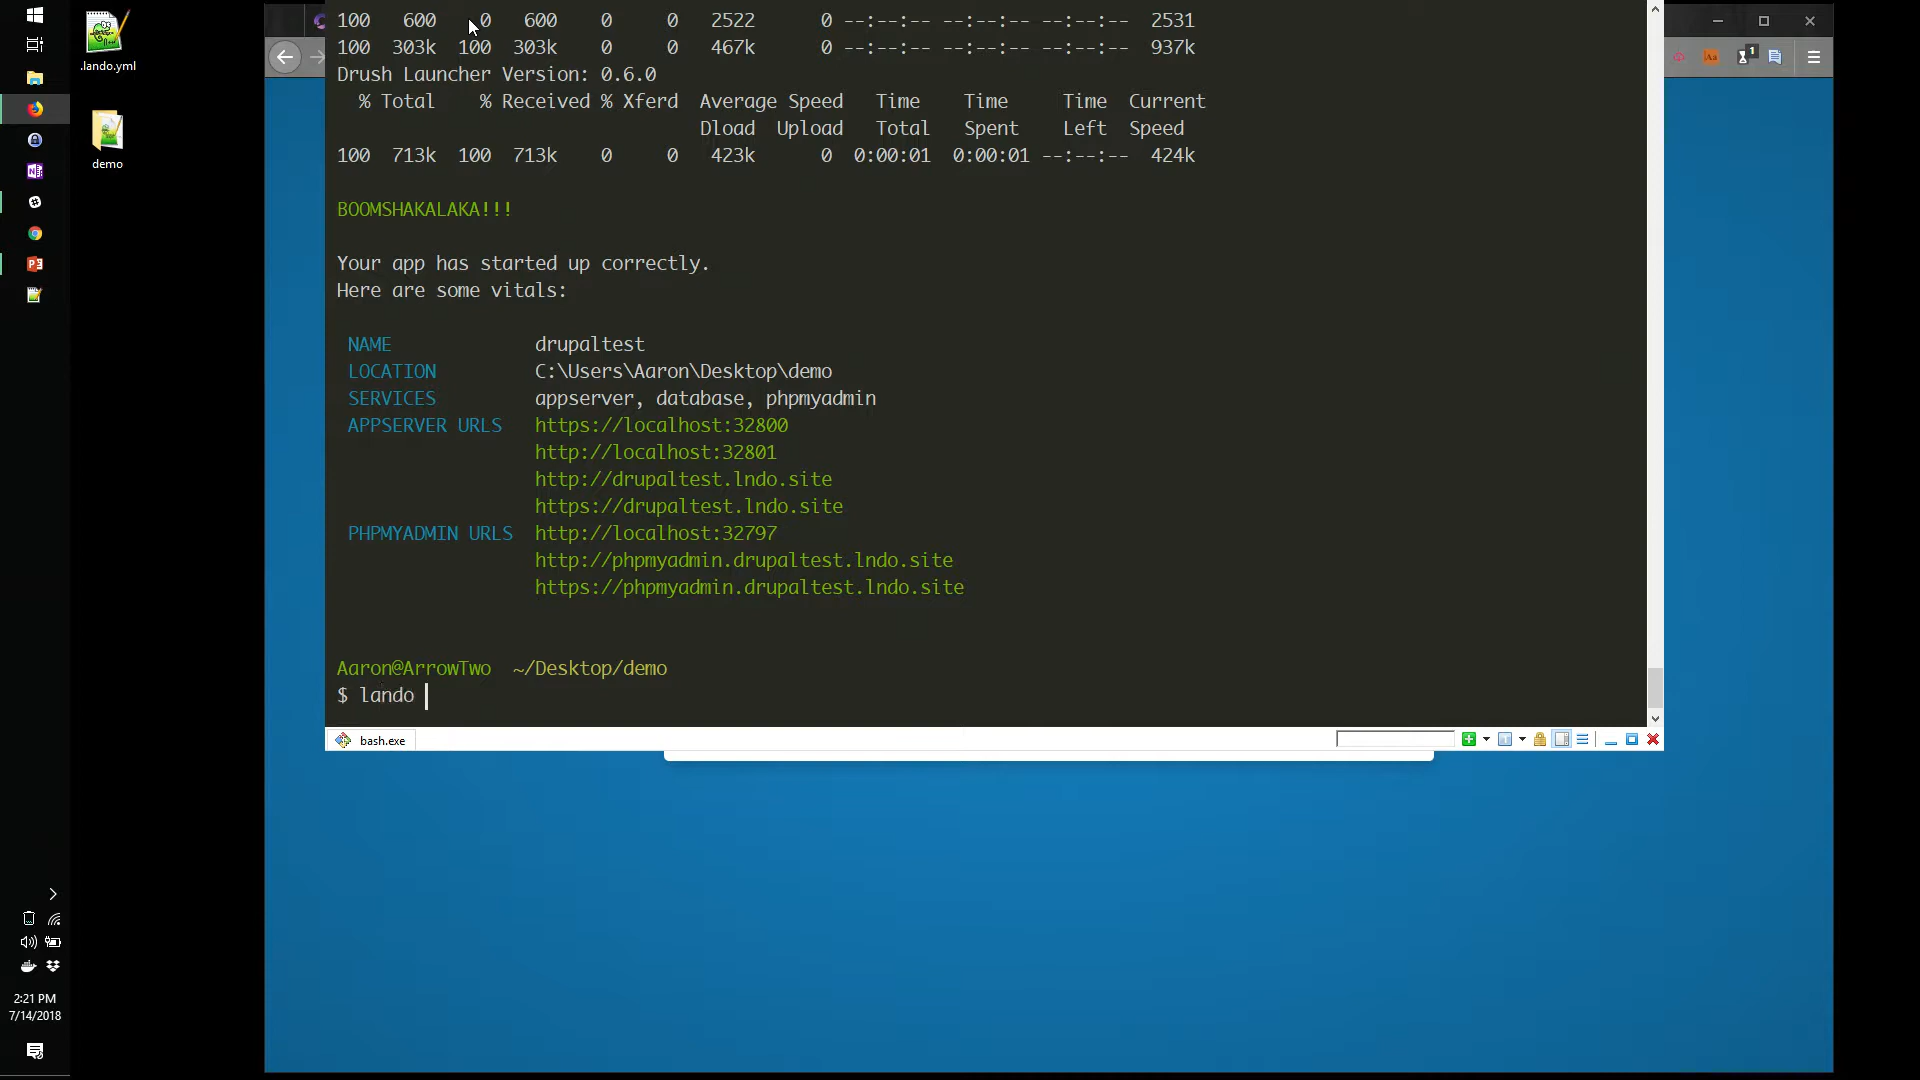 .lando.yml
demo
100 600 0 600 0 0 2522 0 --:--:-- --:--:-- --:--:-- 2531
100 303k 100 303k 0 0 467k 0 --:--:-- --:--:-- --:--:-- 937k
Drush Launcher Version: 0.6.0
% Total % Received % Xferd Average Speed Time Time Time Current
Dload Upload Total Spent Left Speed
100 713k 100 713k 0 0 423k 0 0:00:01 0:00:01 --:--:-- 424k
BOOMSHAKALAKA!!!
Your app has started up correctly.
Here are some vitals:
NAME drupaltest
LOCATION C:\Users\Aaron\Desktop\demo
SERVICES appserver, database, phpmyadmin
APPSERVER URLS https://localhost:32800
http://localhost:32801
http://drupaltest.lndo.site
https://drupaltest.lndo.site
PHPMYADMIN URLS http://localhost:32797
http://phpmyadmin.drupaltest.lndo.site
https://phpmyadmin.drupaltest.lndo.site
Aaron@ArrowTwo ~/Desktop/demo
$ lando
bash.exe
2:21 PM
7/14/2018